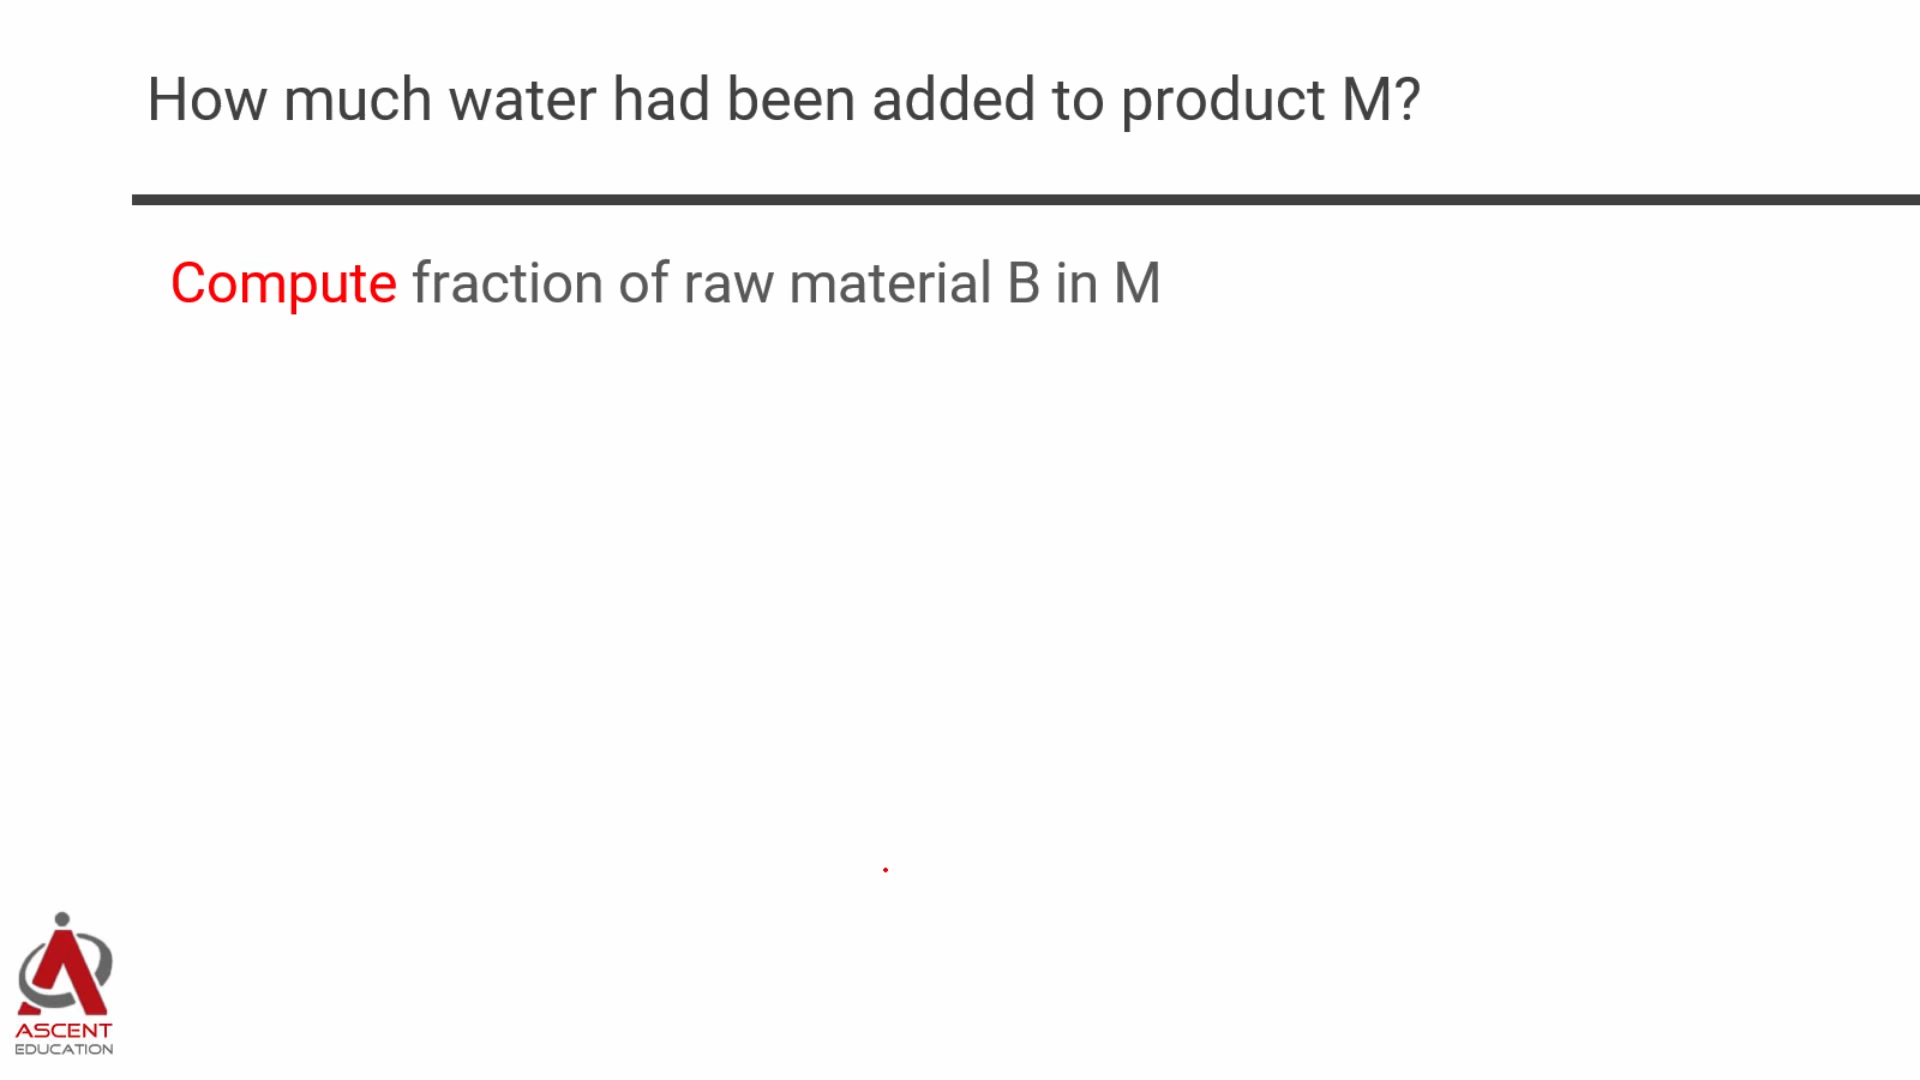 How much water had been added to product M?
Compute fraction of raw material B in M
ASCENT
EDUCATION